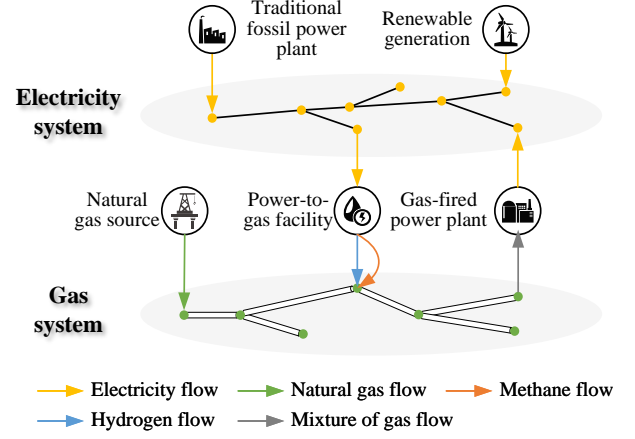 Traditional
fossil power
plant
Renewable
generation
Electricity
system
Natural
gas source
Power-to-
gas facility
Gas-fired
power plant
Gas
system
Electricity flow
Natural gas flow
Methane flow
Hydrogen flow
Mixture of gas flow